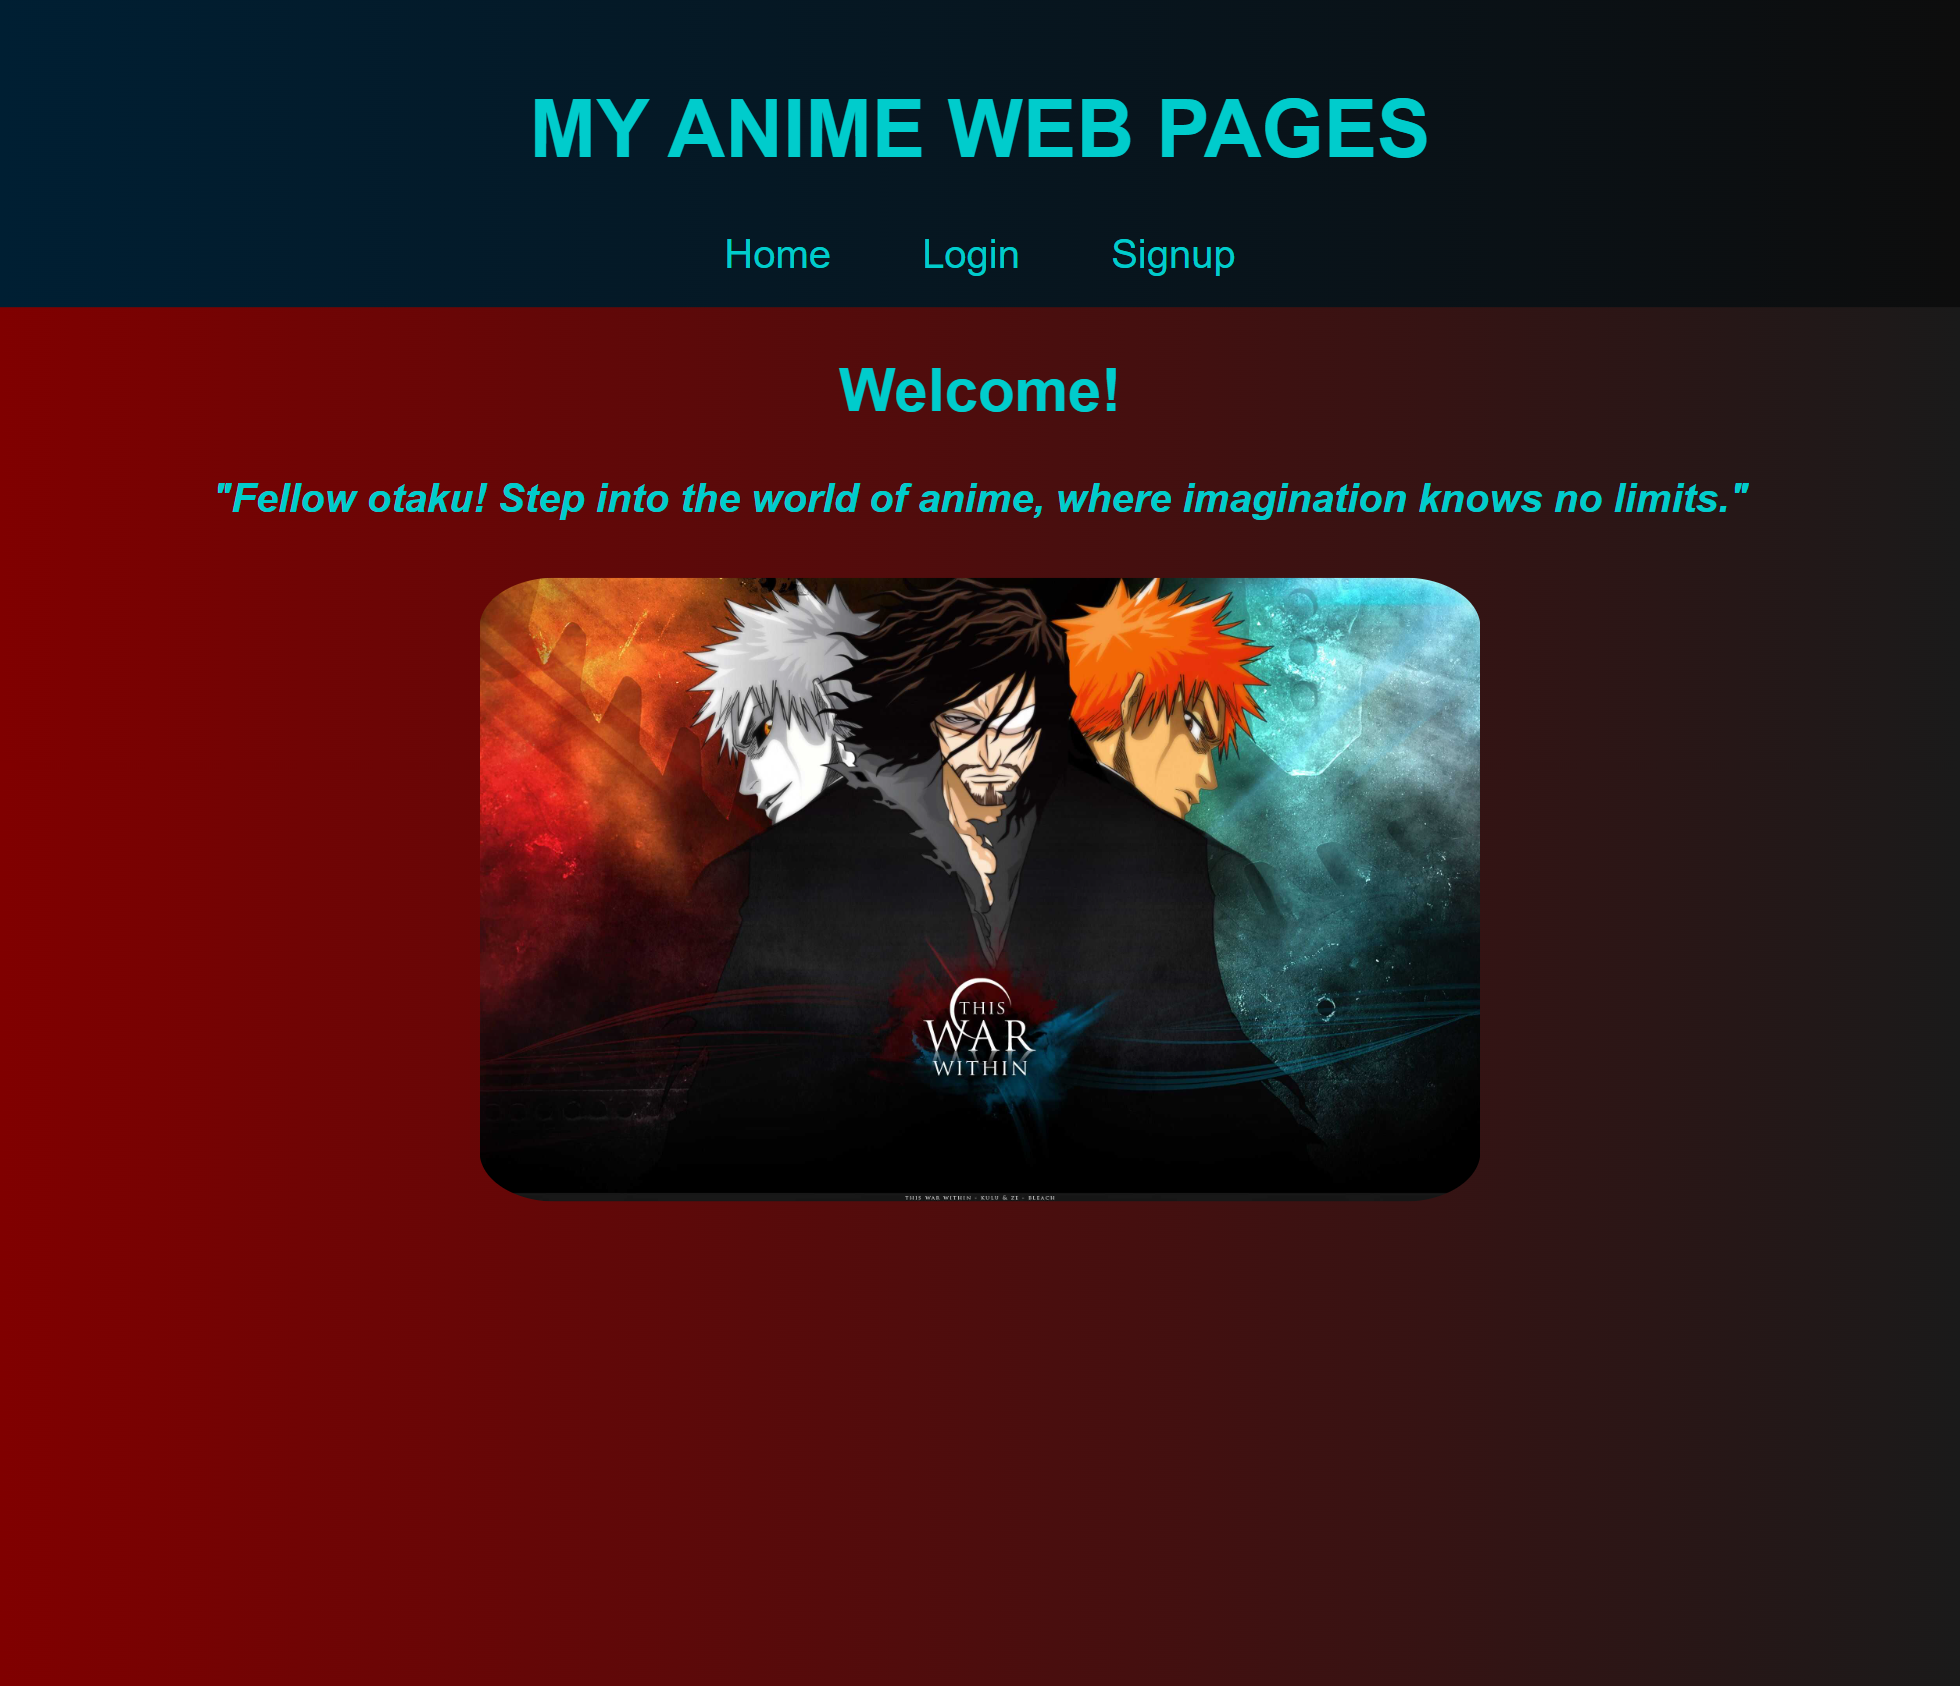 MY ANIME WEB PAGES
Home Login Signup
Welcome!
"Fellow otaku! Step into the world of anime, where imagination knows no limits."
THIS
WAR
WITHIN
THIS WAR WITHIN - KULU & ZE - BLEACH